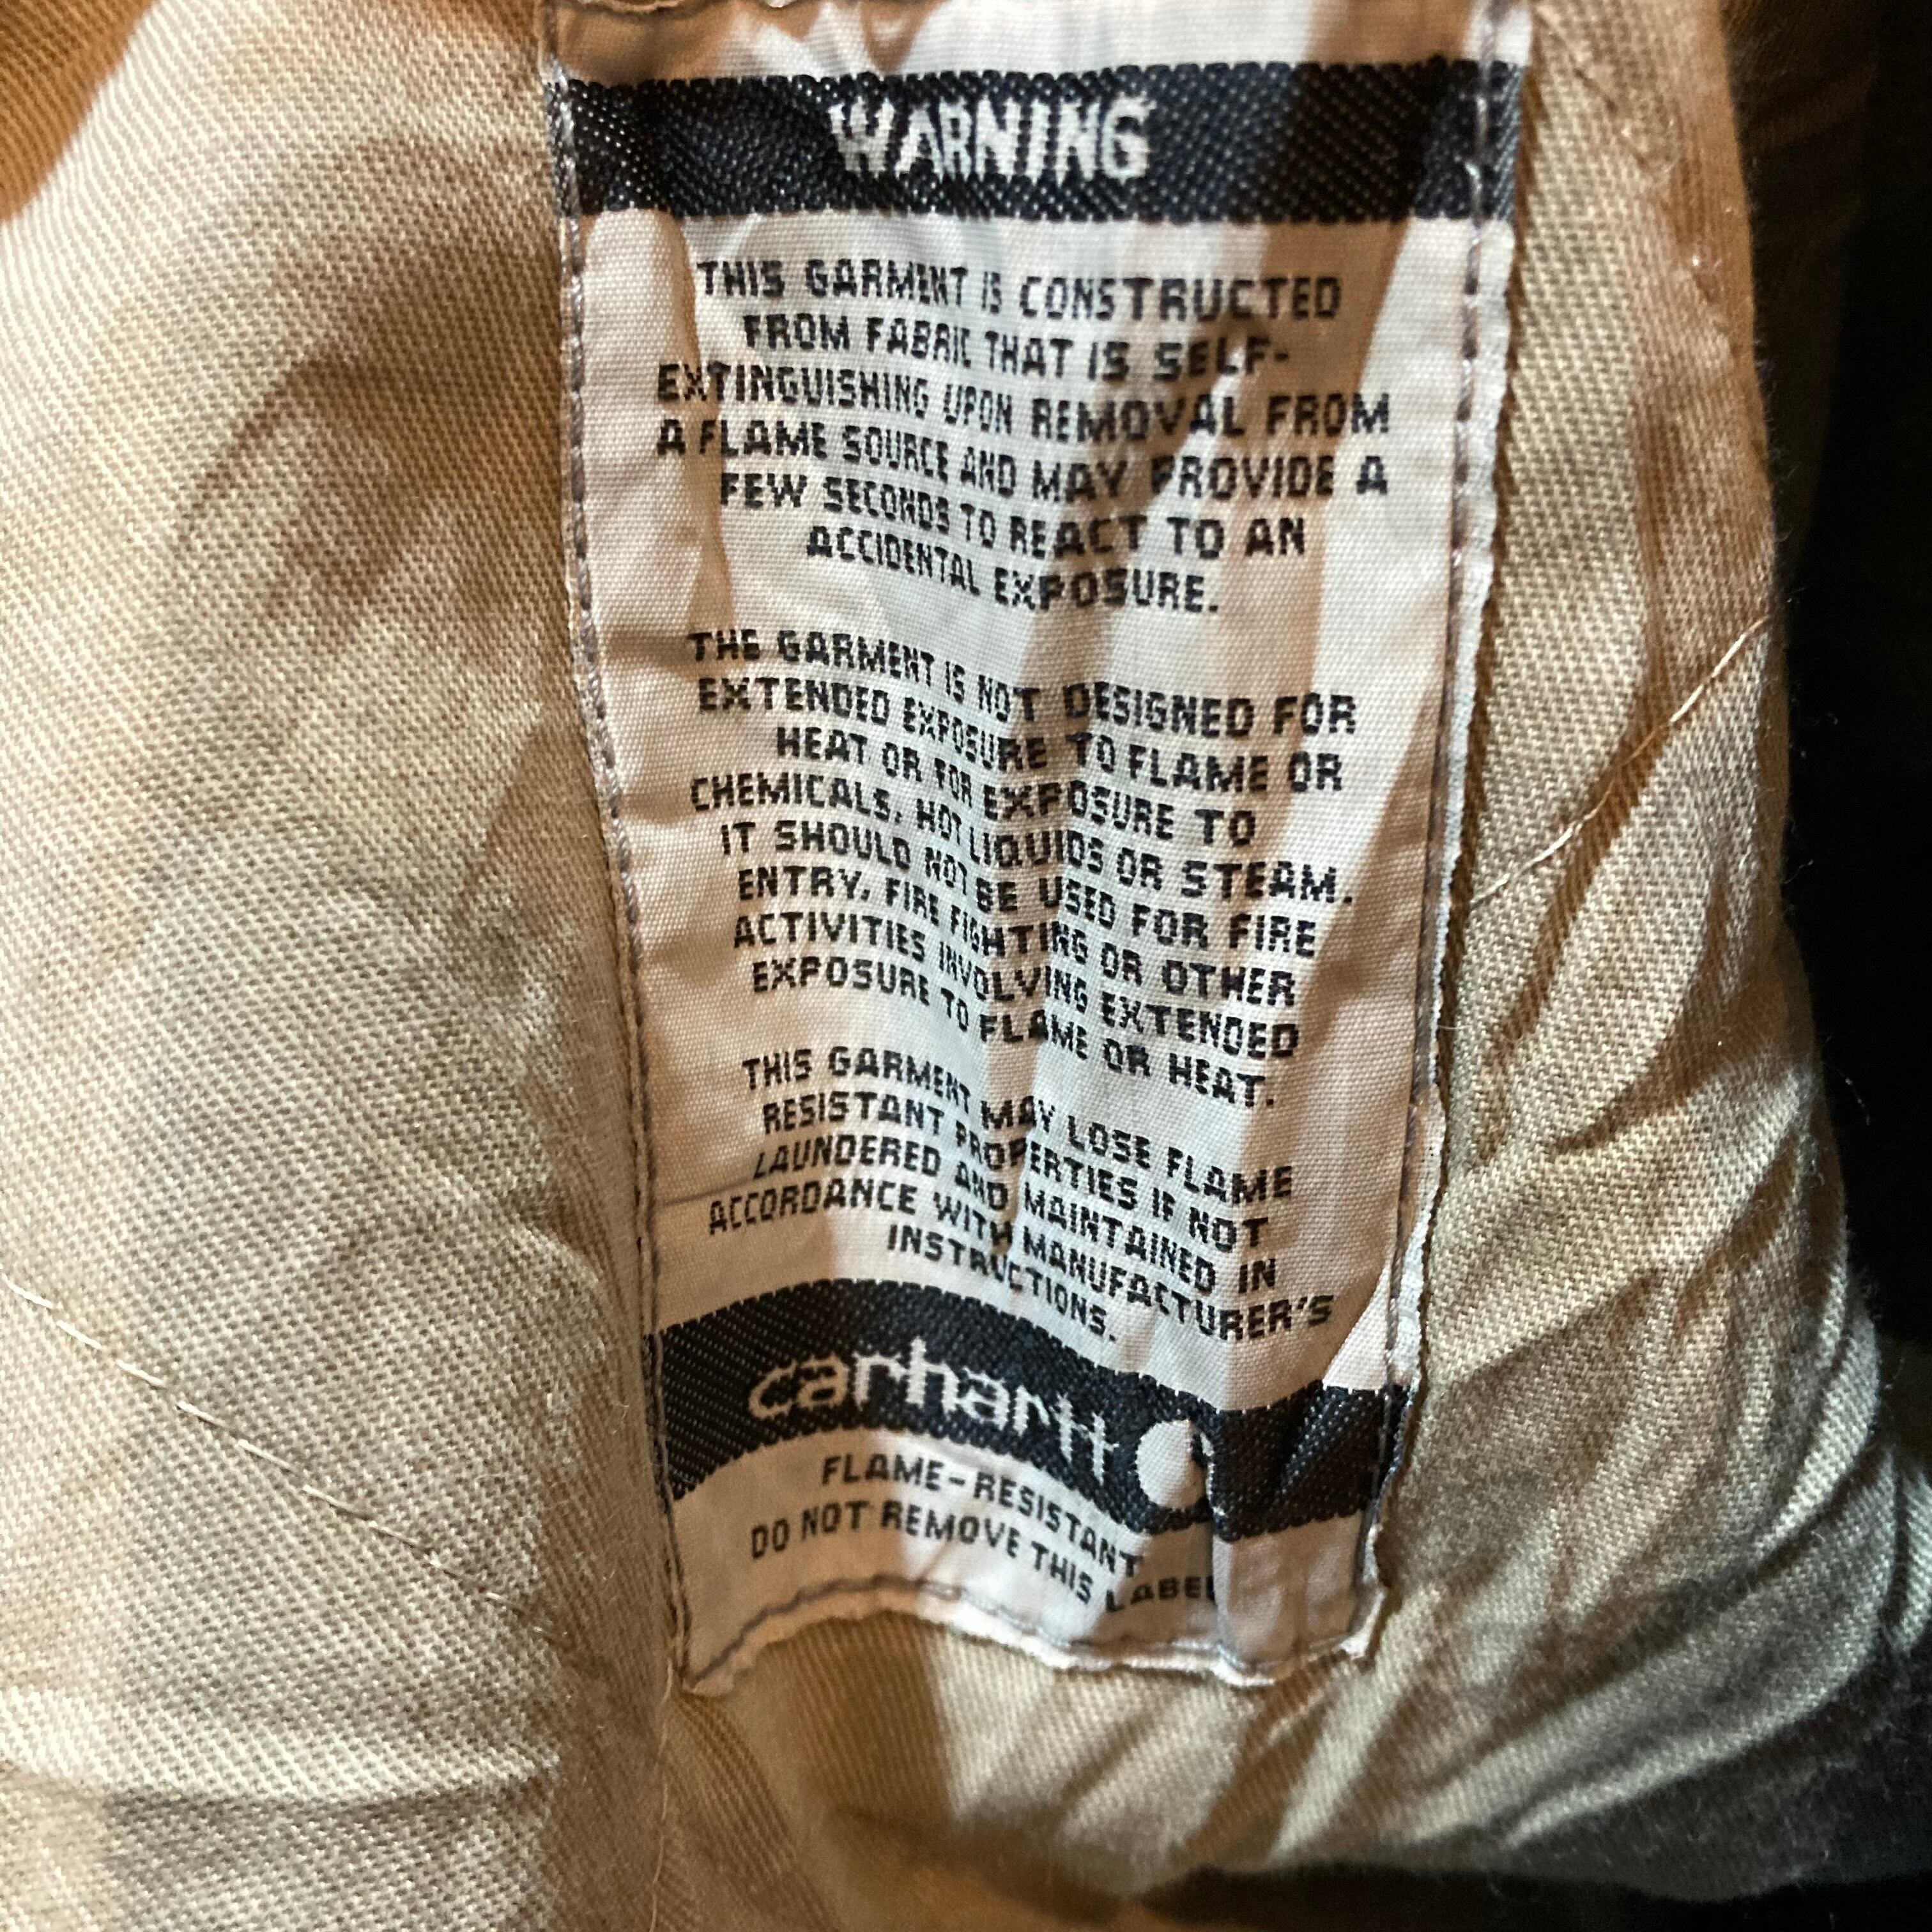 WARNING
THIS GARMENT IS CONSTRUCTED
FROM FABRIC THAT IS SELF-
EXTINGUISHING UPON REMOVAL FROM
A FLAME SOURCE AND MAY PROVIDE A
FEW SECONDS TO REACT TO AN
ACCIDENTAL EXPOSURE.
THE GARMENT IS NOT DESIGNED FOR
EXTENDED EXPOSURE TO FLAME OR
HEAT OR FOR EXPOSURE TO
CHEMICALS, HOT LIQUIDS OR STEAM.
IT SHOULD NOT BE USED FOR FIRE
ENTRY, FIRE FIGHTING OR OTHER
ACTIVITIES INVOLVING EXTENDED
EXPOSURE TO FLAME OR HEAT.
THIS GARMENT MAY LOSE FLAME
RESISTANT PROPERTIES IF NOT
LAUNDERED AND MAINTAINED IN
ACCORDANCE WITH MANUFACTURER'S
INSTRUCTIONS.
carhartt
FLAME-RESISTANT
DO NOT REMOVE THIS LABEL